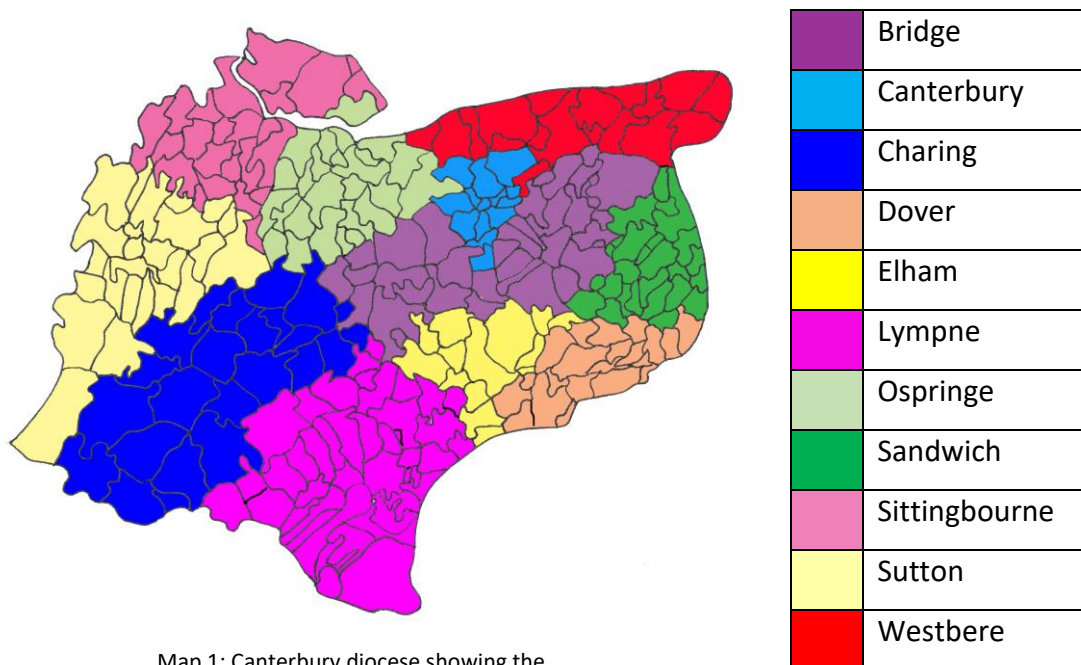 Bridge
Canterbury
Charing
Dover
Elham
Lympne
Ospringe
Sandwich
Sittingbourne
Sutton
Westbere
Map 1: Canterbury diocese showing the